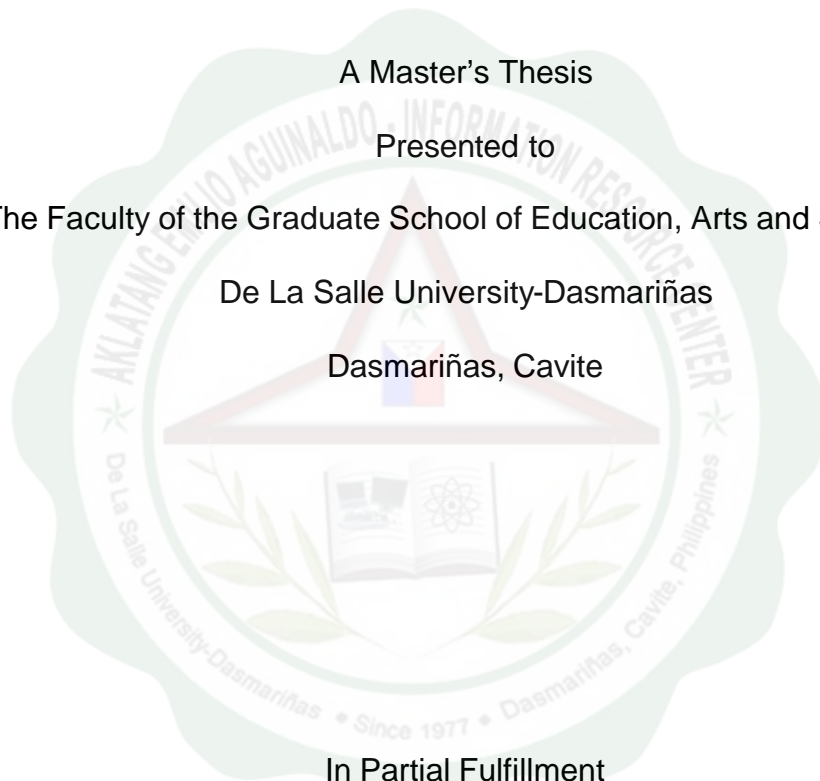 A Master's Thesis
Presented to
The Faculty of the Graduate School of Education, Arts and
De La Salle University-Dasmariñas
Dasmariñas, Cavite
AKLATANG EMILIO AGUINALDO - INFORMATION RESOURCE CENTER
De La Salle University-Dasmariñas • Since 1977 • Dasmariñas, Cavite, Philippines
In Partial Fulfillment